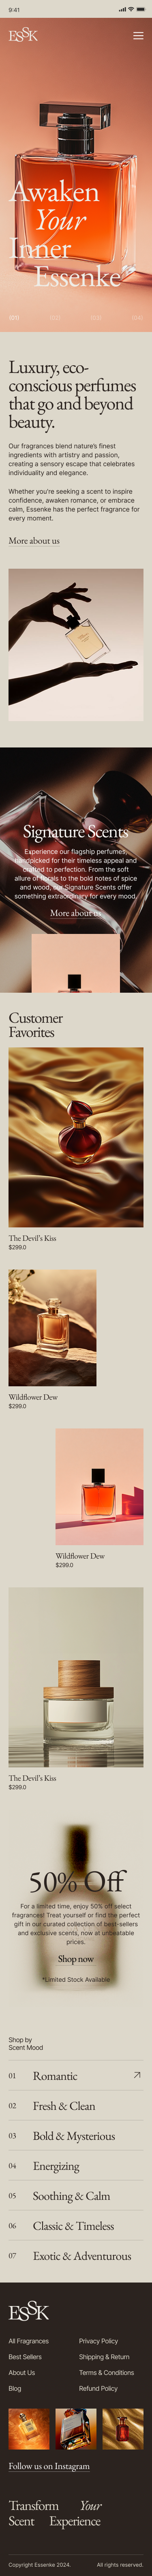 9:41
ESSK
Awaken
Your
Inner
Essenke
Luxury, eco-
conscious perfumes
that go and beyond
beauty.
Our fragrances blend nature's finest
ingredients with artistry and passion,
creating a sensory escape that celebrates
individuality and elegance.
Whether you're seeking a scent to inspire
confidence, awaken romance, or embrace
calm, Essenke has the perfect fragrance for
every moment.
More about us
Signature Scents
Experience our flagship perfumes,
handpicked for their timeless appeal and
crafted to perfection. From the soft
allure of florals to the bold notes of spice
and wood, our Signature Scents offer
something extraordinary for every mood.
More about us
Customer
Favorites
The Devil's Kiss
$299.0
Wildflower Dew
$299.0
Wildflower Dew
$299.0
The Devil's Kiss
$299.0
50% Off
For a limited time, enjoy 50% off select
fragrances! Treat yourself or find the perfect
gift in our curated collection of best-sellers
and exclusive scents, now at unbeatable
prices.
Shop now
*Limited Stock Available
Shop by
Scent Mood
01 Romantic
02 Fresh & Clean
03 Bold & Mysterious
04 Energizing
05 Soothing & Calm
06 Classic & Timeless
07 Exotic & Adventurous
ESSK
All Fragrances Privacy Policy
Best Sellers Shipping & Return
About Us Terms & Conditions
Blog Refund Policy
Follow us on Instagram
Transform Your
Scent Experience
Copyright Essenke 2024. All rights reserved.